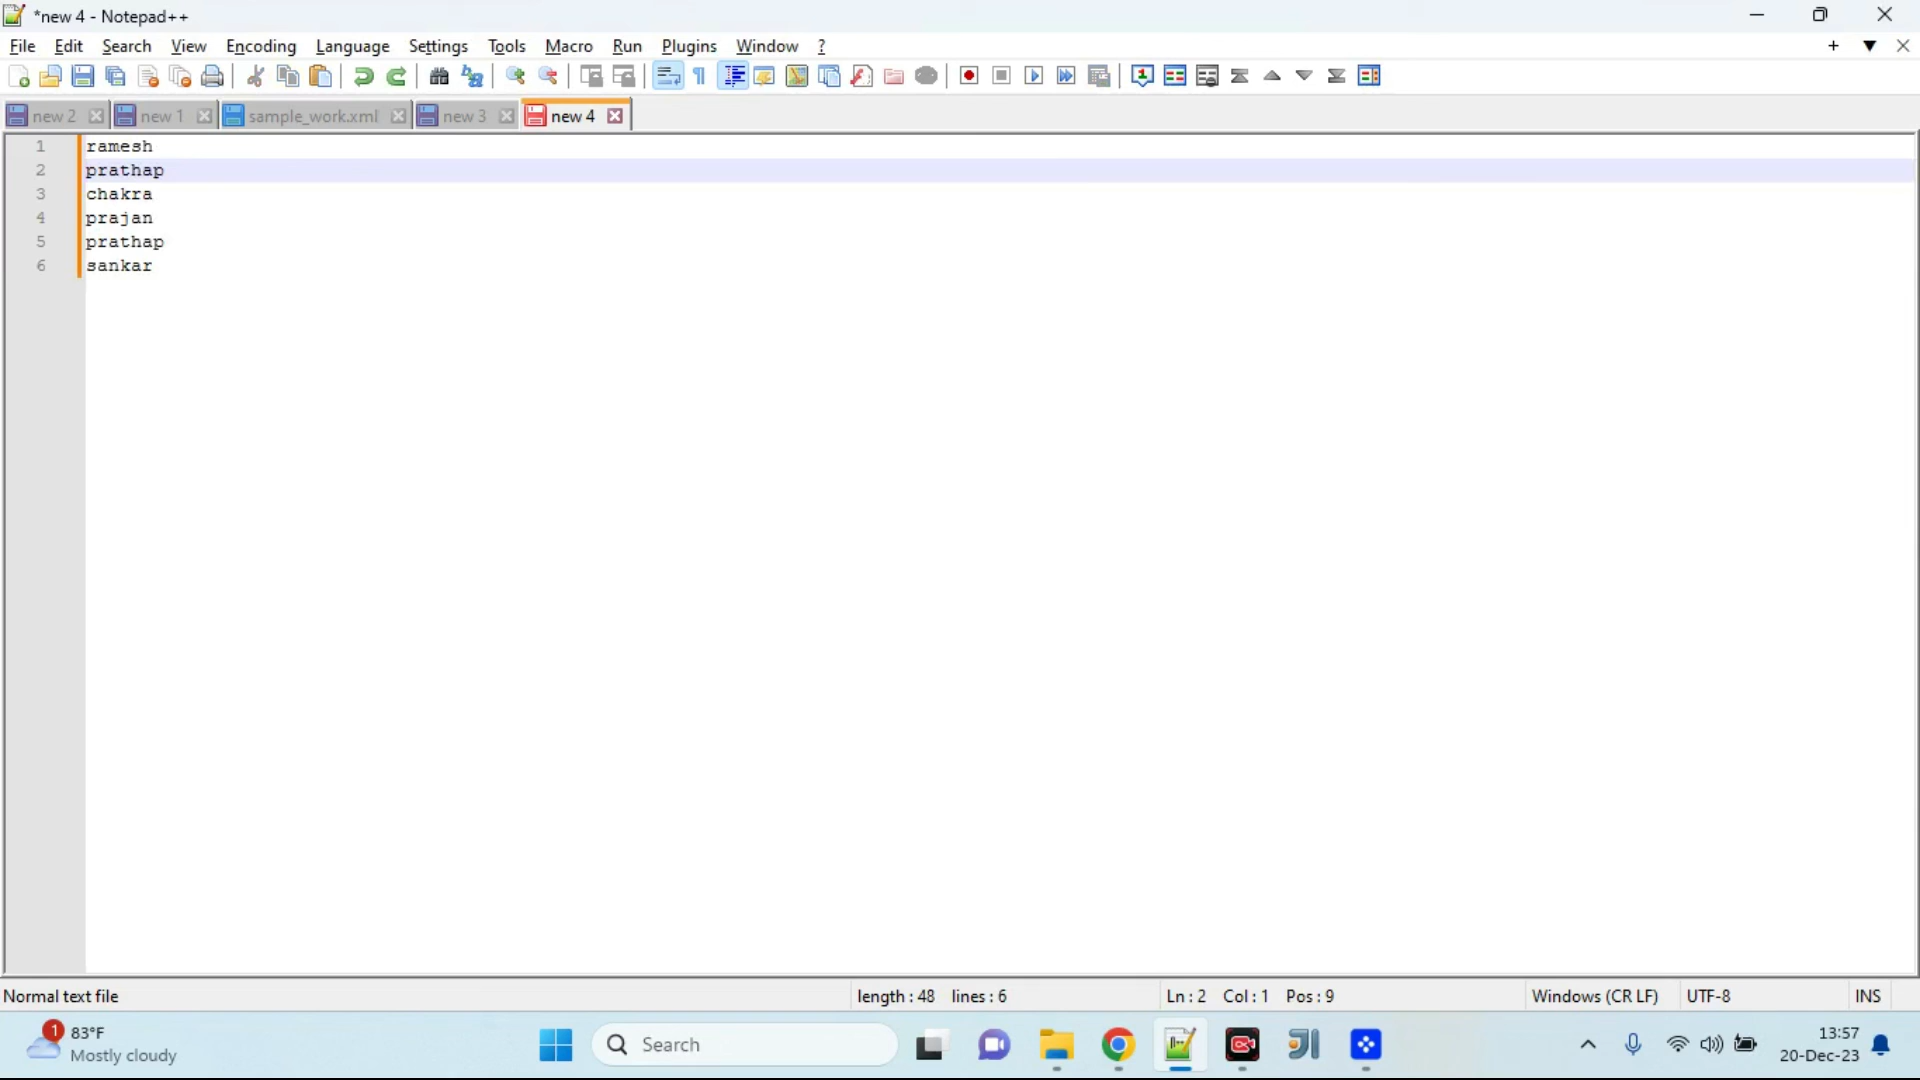 *new 4 - Notepad++
File Edit Search View Encoding Language Settings Tools Macro Run Plugins Window ?
new 2 new 1 sample_work.xml new 3 new 4
1 ramesh
2 prathap
3 chakra
4 prajan
5 prathap
6 sankar
Normal text file length : 48 lines : 6 Ln : 2 Col : 1 Pos : 9 Windows (CR LF) UTF-8 INS
1 83°F Search 13:57
Mostly cloudy 20-Dec-23